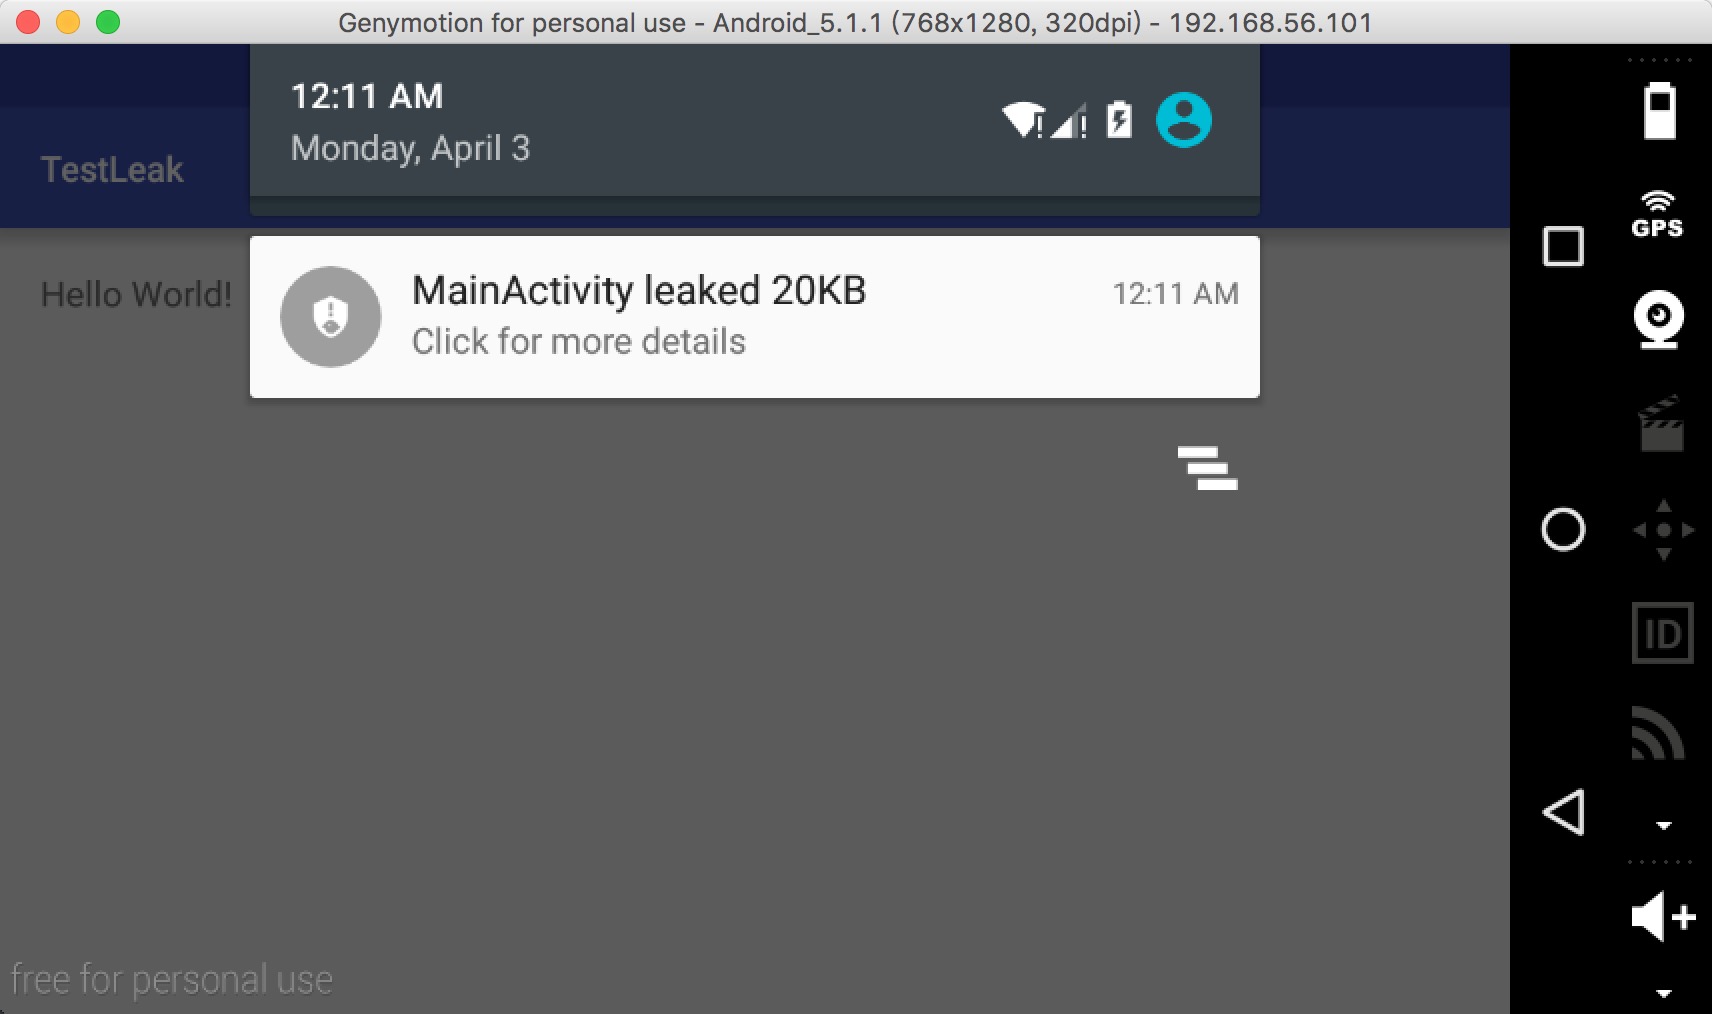 Genymotion for personal use - Android_5.1.1 (768x1280, 320dpi) - 192.168.56.101
12:11 AM
Monday, April 3
TestLeak
GPS
Hello World!
MainActivity leaked 20KB
12:11 AM
Click for more details
ID
free for personal use